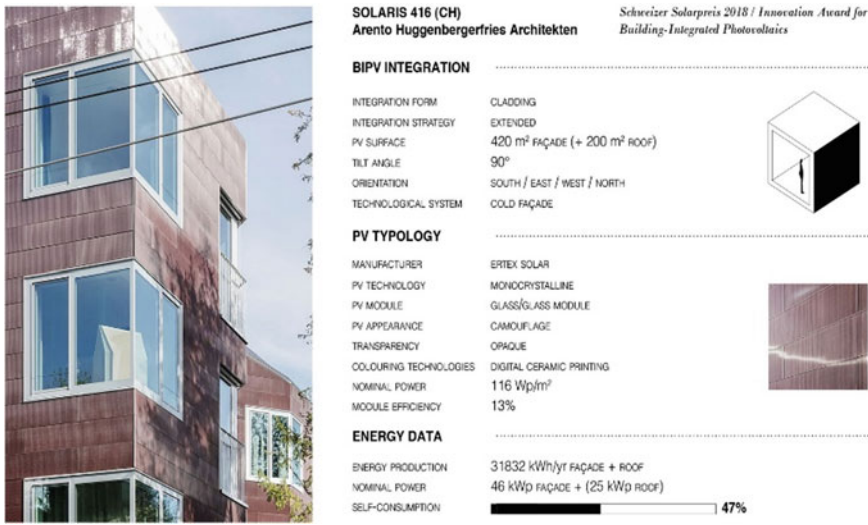 SOLARIS 416 (CH)
Arento Huggenbergerfries Architekten
Schweizer Solarpreis 2018 / Innovation Award for
Building-Integrated Photovoltaics
BIPV INTEGRATION
INTEGRATION FORM CLADDING
INTEGRATION STRATEGY EXTENDED
PV SURFACE 420 m² FAÇADE (+ 200 m² ROOF)
TILT ANGLE 90°
ORIENTATION SOUTH / EAST / WEST / NORTH
TECHNOLOGICAL SYSTEM COLD FAÇADE
PV TYPOLOGY
MANUFACTURER ERTEX SOLAR
PV TECHNOLOGY MONOCRYSTALLINE
PV MODULE GLASS/GLASS MODULE
PV APPEARANCE CAMOUFLAGE
TRANSPARENCY OPAQUE
COLOURING TECHNOLOGIES DIGITAL CERAMIC PRINTING
NOMINAL POWER 116 Wp/m²
MODULE EFFICIENCY 13%
ENERGY DATA
ENERGY PRODUCTION 31832 kWh/yr FAÇADE + ROOF
NOMINAL POWER 46 kWp FAÇADE + (25 kWp ROOF)
SELF-CONSUMPTION 47%